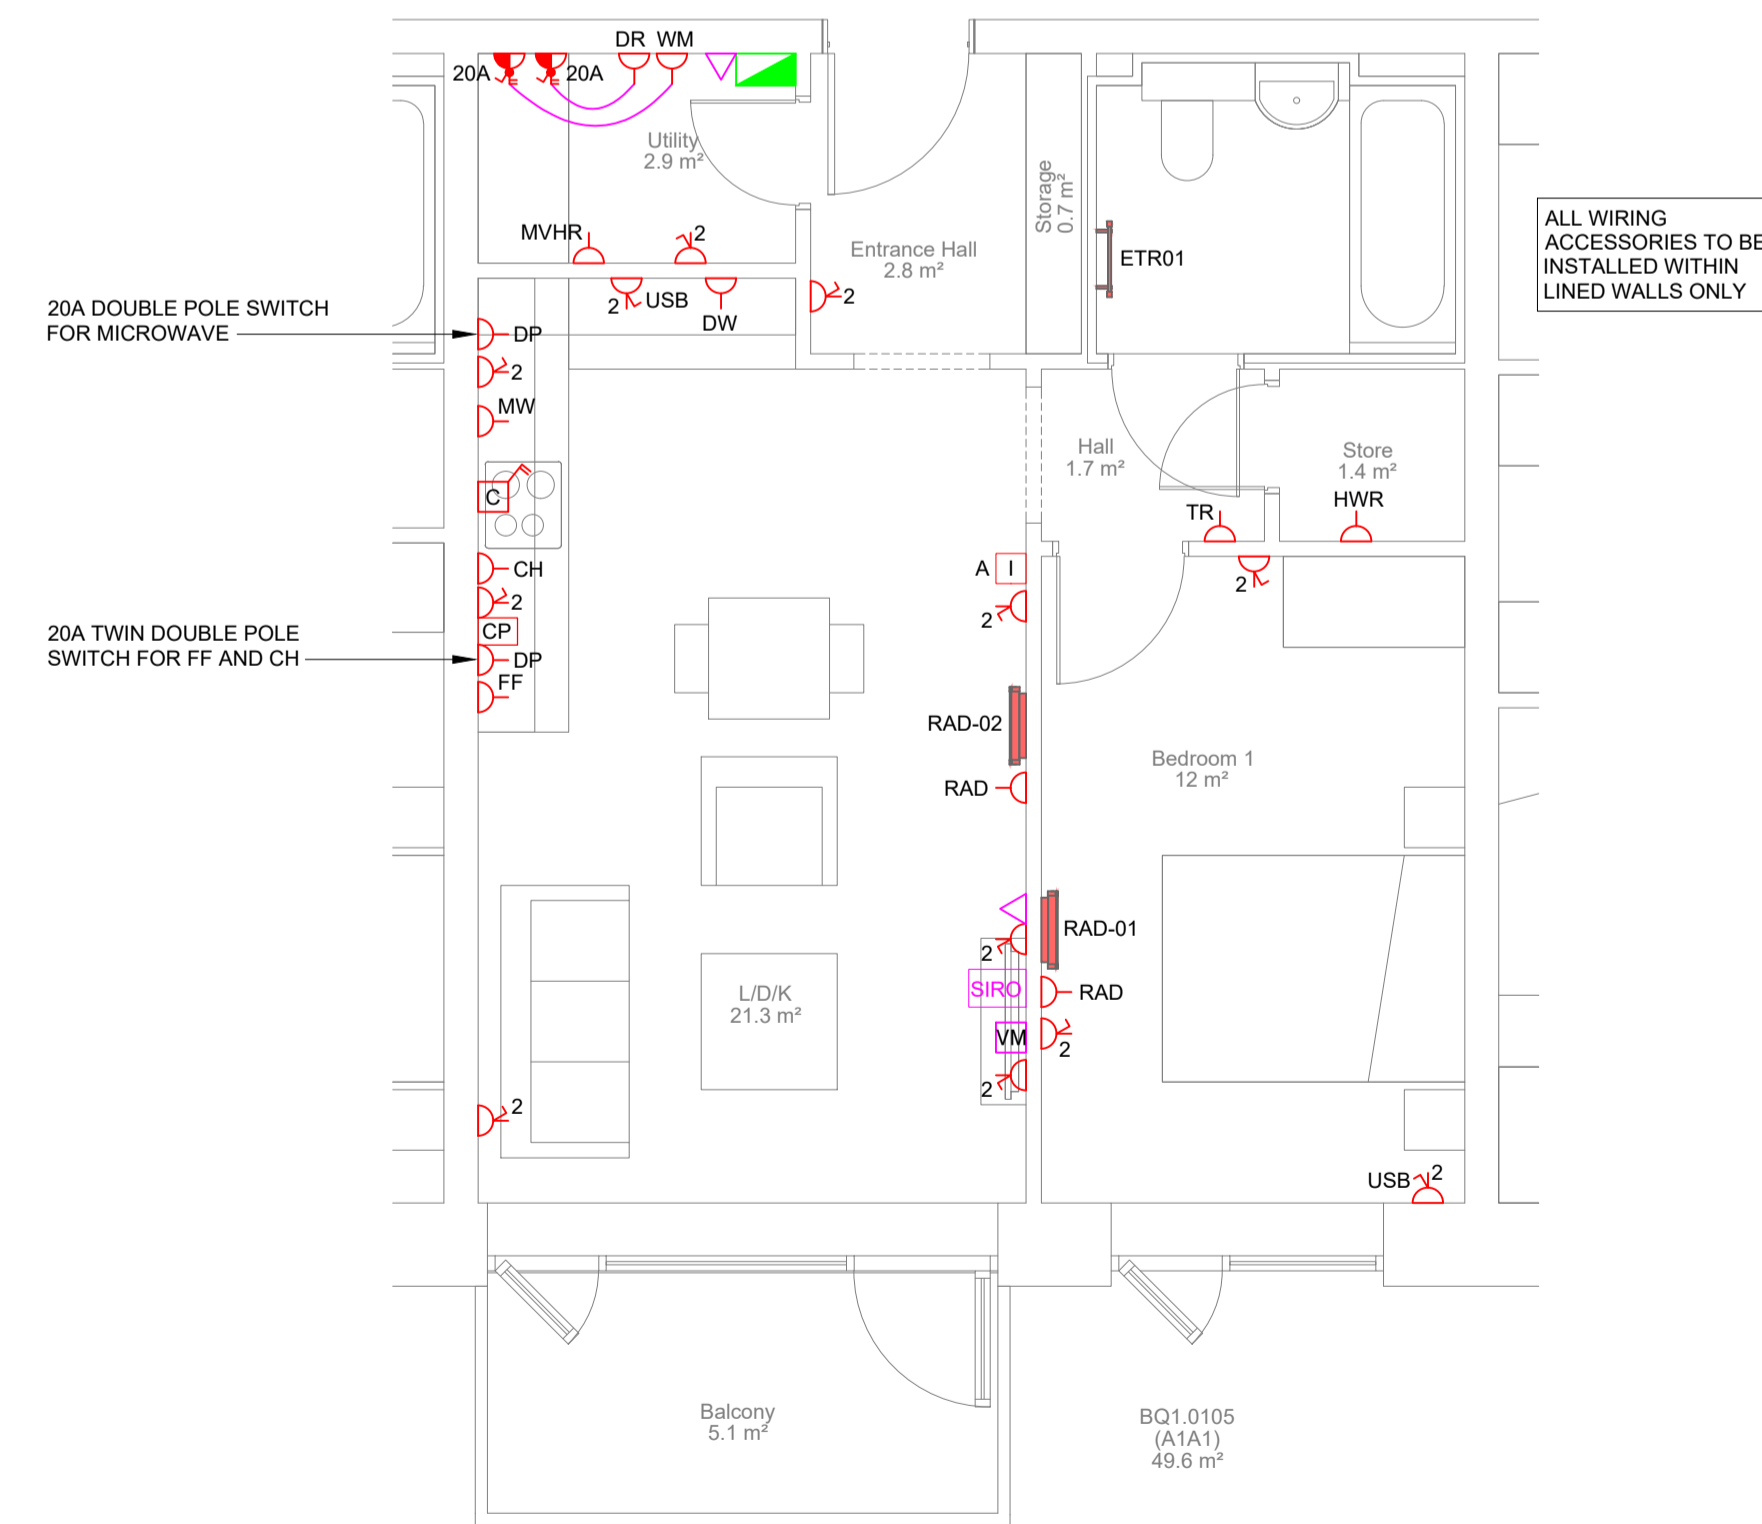 DR WM
20A
20A
Utility
2.9 m²
MVHR
2
Entrance Hall
2.8 m²
Storage
0.7 m²
ETR01
ALL WIRING
ACCESSORIES TO BE
INSTALLED WITHIN
LINED WALLS ONLY
20A DOUBLE POLE SWITCH
FOR MICROWAVE
2
USB
DW
2
DP
2
MW
C
CH
2
CP
20A TWIN DOUBLE POLE
SWITCH FOR FF AND CH
DP
FF
Hall
1.7 m²
Store
1.4 m²
TR
HWR
A
I
2
2
RAD-02
RAD
Bedroom 1
12 m²
RAD-01
2
SIRO
RAD
VM
2
2
L/D/K
21.3 m²
2
USB
2
Balcony
5.1 m²
BQ1.0105
(A1A1)
49.6 m²